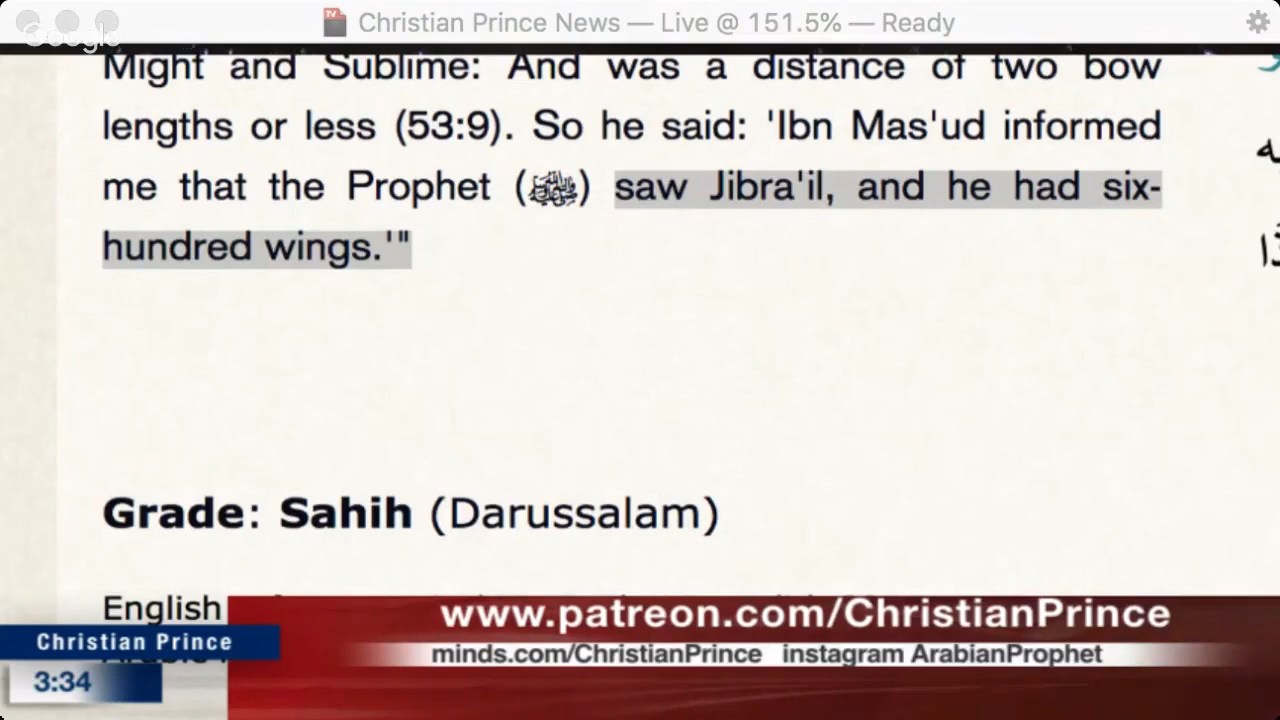 Christian Prince News — Live @ 151.5% — Ready
Google
Might and Sublime: And was a distance of two bow
lengths or less (53:9). So he said: 'Ibn Mas'ud informed
me that the Prophet (ﷺ) saw Jibra'il, and he had six-
hundred wings.'"
Grade: Sahih (Darussalam)
English
www.patreon.com/ChristianPrince
Christian Prince
minds.com/ChristianPrince instagram ArabianProphet
3:34